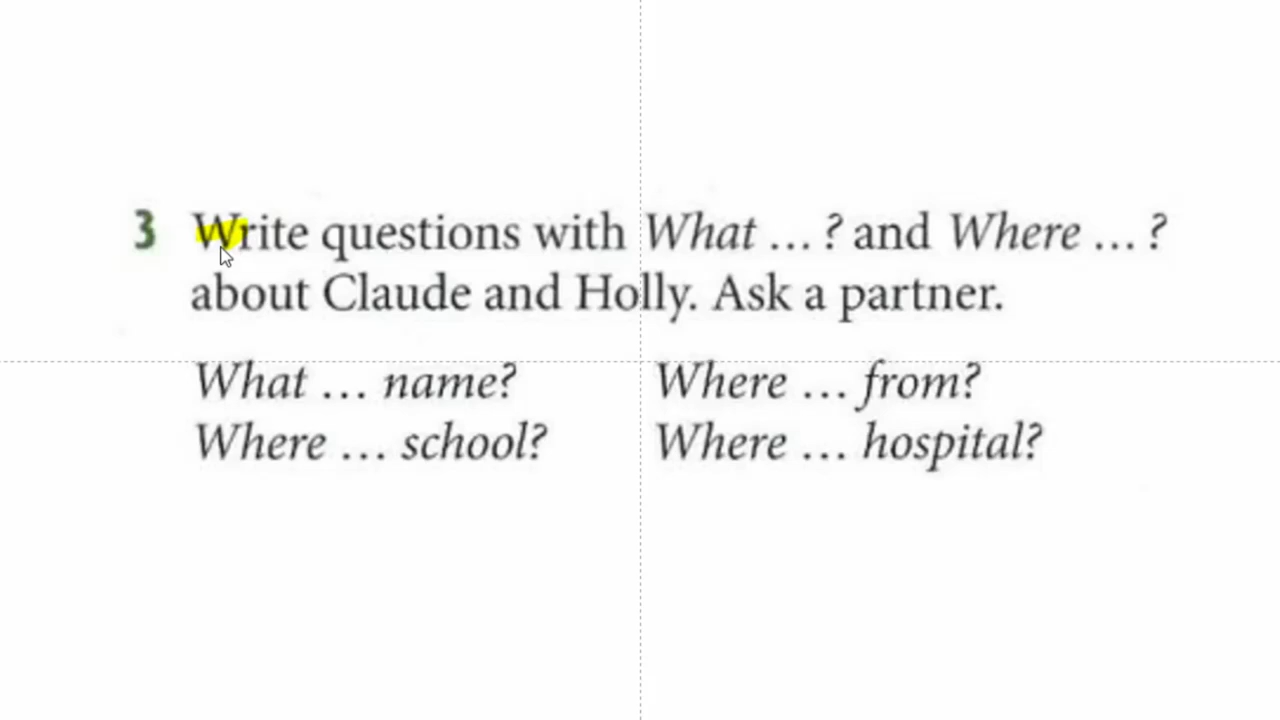 3 Write questions with What ... ? and Where ... ?
about Claude and Holly. Ask a partner.
What ... name? Where ... from?
Where ... school? Where ... hospital?